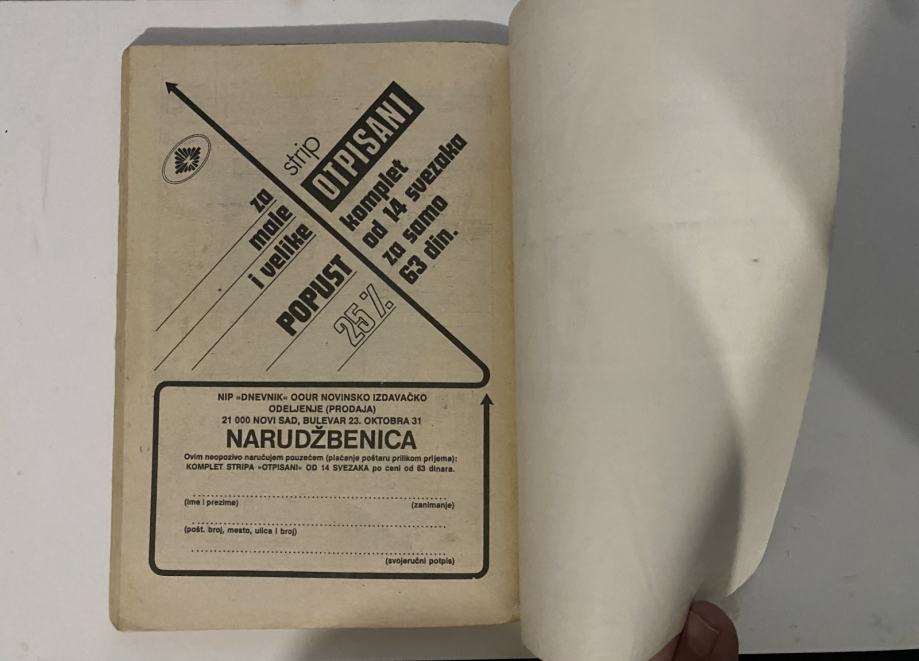 strip
OTPISANI
komplet
od 14 svezaka
za samo
63 din.
za
male
i velike
POPUST
25%
NIP »DNEVNIK« OOUR NOVINSKO IZDAVAČKO
ODELJENJE (PRODAJA)
21 000 NOVI SAD, BULEVAR 23. OKTOBRA 31
NARUDŽBENICA
Ovim neopozivo naručujem pouzećem (plaćanje poštaru prilikom prijema):
KOMPLET STRIPA »OTPISANI« OD 14 SVEZAKA po ceni od 63 dinara.
(ime i prezime) (zanimanje)
(pošt. broj, mesto, ulica i broj)
(svojeručni potpis)